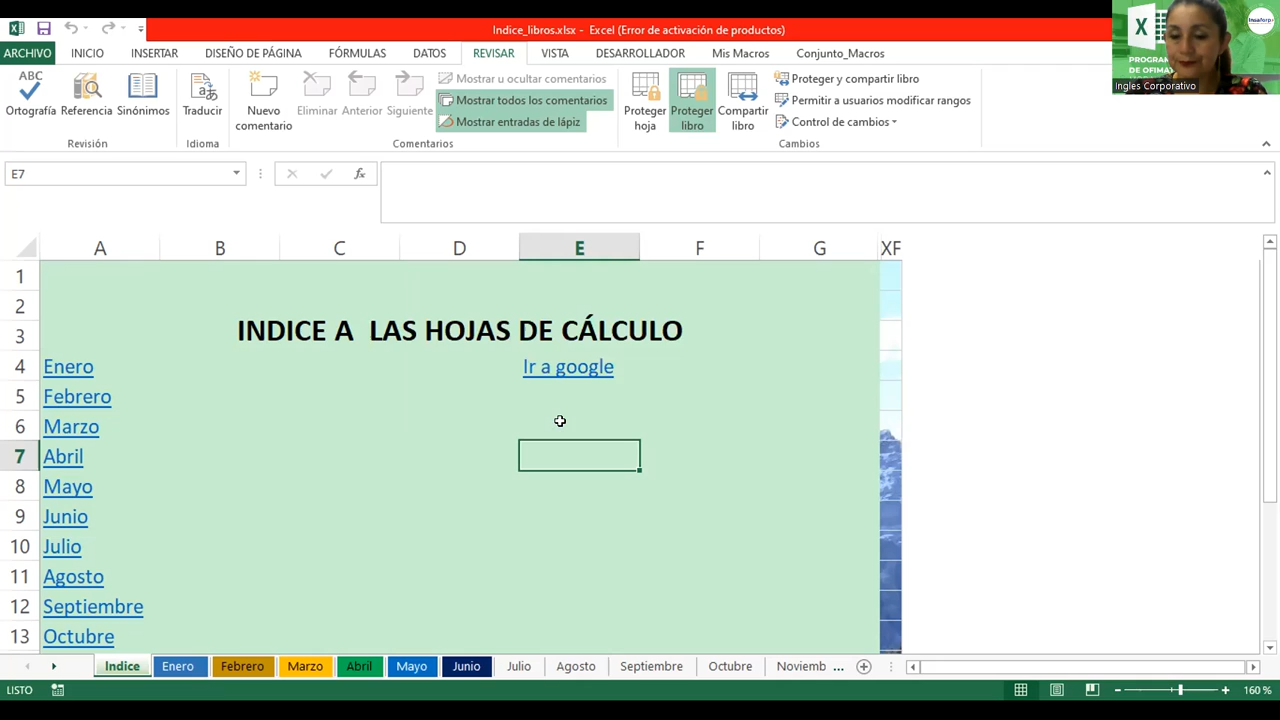 Indice_libros.xlsx - Excel (Error de activación de productos)
ARCHIVO INICIO INSERTAR DISEÑO DE PÁGINA FÓRMULAS DATOS REVISAR VISTA DESARROLLADOR Mis Macros Conjunto_Macros
ABC
Ortografía Referencia Sinónimos
Traducir
Nuevo comentario
Eliminar Anterior Siguiente
Mostrar u ocultar comentarios
Mostrar todos los comentarios
Mostrar entradas de lápiz
Proteger hoja
Proteger libro
Compartir libro
Proteger y compartir libro
Permitir a usuarios modificar rangos
Control de cambios
Revisión Idioma Comentarios Cambios
PROGRAM
DE OFIMA
Insaforp
Ingles Corporativo
E7
fx
A B C D E F G XF
1
2
3 INDICE A LAS HOJAS DE CÁLCULO
4 Enero Ir a google
5 Febrero
6 Marzo
7 Abril
8 Mayo
9 Junio
10 Julio
11 Agosto
12 Septiembre
13 Octubre
Indice Enero Febrero Marzo Abril Mayo Junio Julio Agosto Septiembre Octubre Noviemb ...
LISTO
160 %